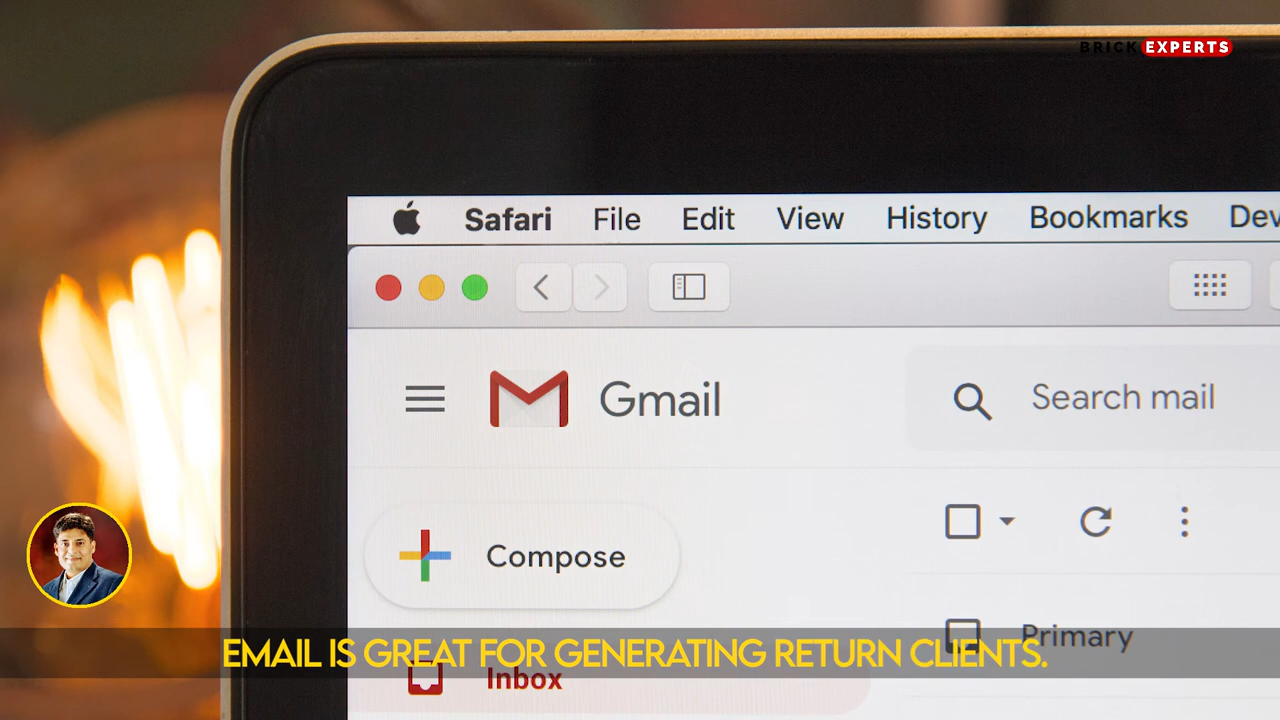 BRICK EXPERTS
Safari File Edit View History Bookmarks
Gmail
Search mail
Compose
Primary
EMAIL IS GREAT FOR GENERATING RETURN CLIENTS.
Inbox